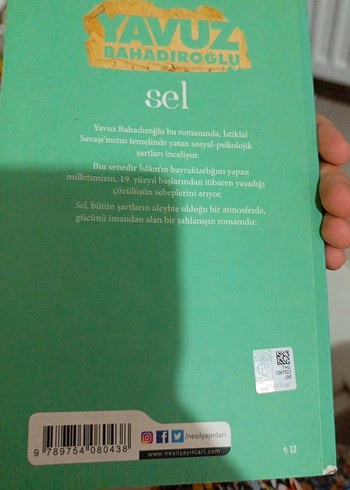 YAVUZ
BAHADIROĞLU
sel
Yavuz Bahadıroğlu bu romanında, İstiklal
Savaşı'mızın temelinde yatan sosyal-psikolojik
şartları inceliyor.
Bin senedir İslâm'ın bayraktarlığını yapan
milletimizin, 19. yüzyıl başlarından itibaren yaşadığı
çözülüşün sebeplerini arıyor.
Sel, bütün şartların aleyhte olduğu bir atmosferde,
gücünü imandan alan bir şahlanışın romanıdır.
/nesilyayinlari
www.nesilyayinlari.com
9 789754 080438
₺12